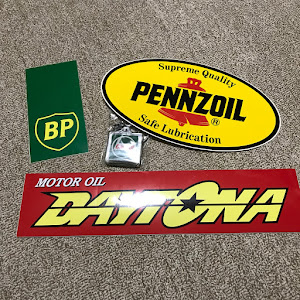 Supreme Quality
PENNZOIL
®
Safe Lubrication
BP
MOTOR OIL
DAYTONA